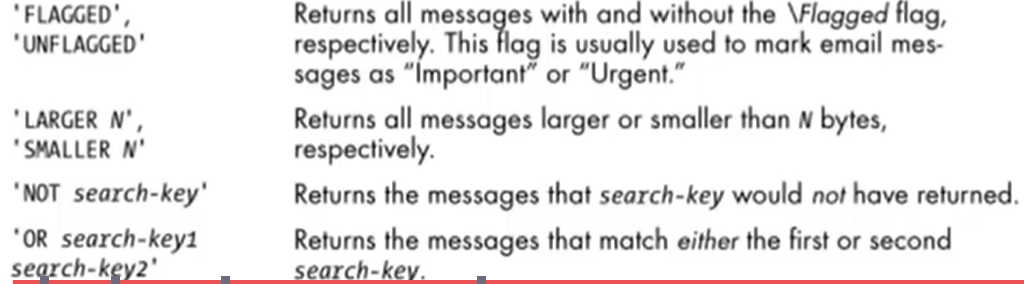 'FLAGGED', Returns all messages with and without the \Flagged flag,
'UNFLAGGED' respectively. This flag is usually used to mark email mes-
sages as "Important" or "Urgent."
'LARGER N', Returns all messages larger or smaller than N bytes,
'SMALLER N' respectively.
'NOT search-key' Returns the messages that search-key would not have returned.
'OR search-key1 Returns the messages that match either the first or second
search-key2' search-key.